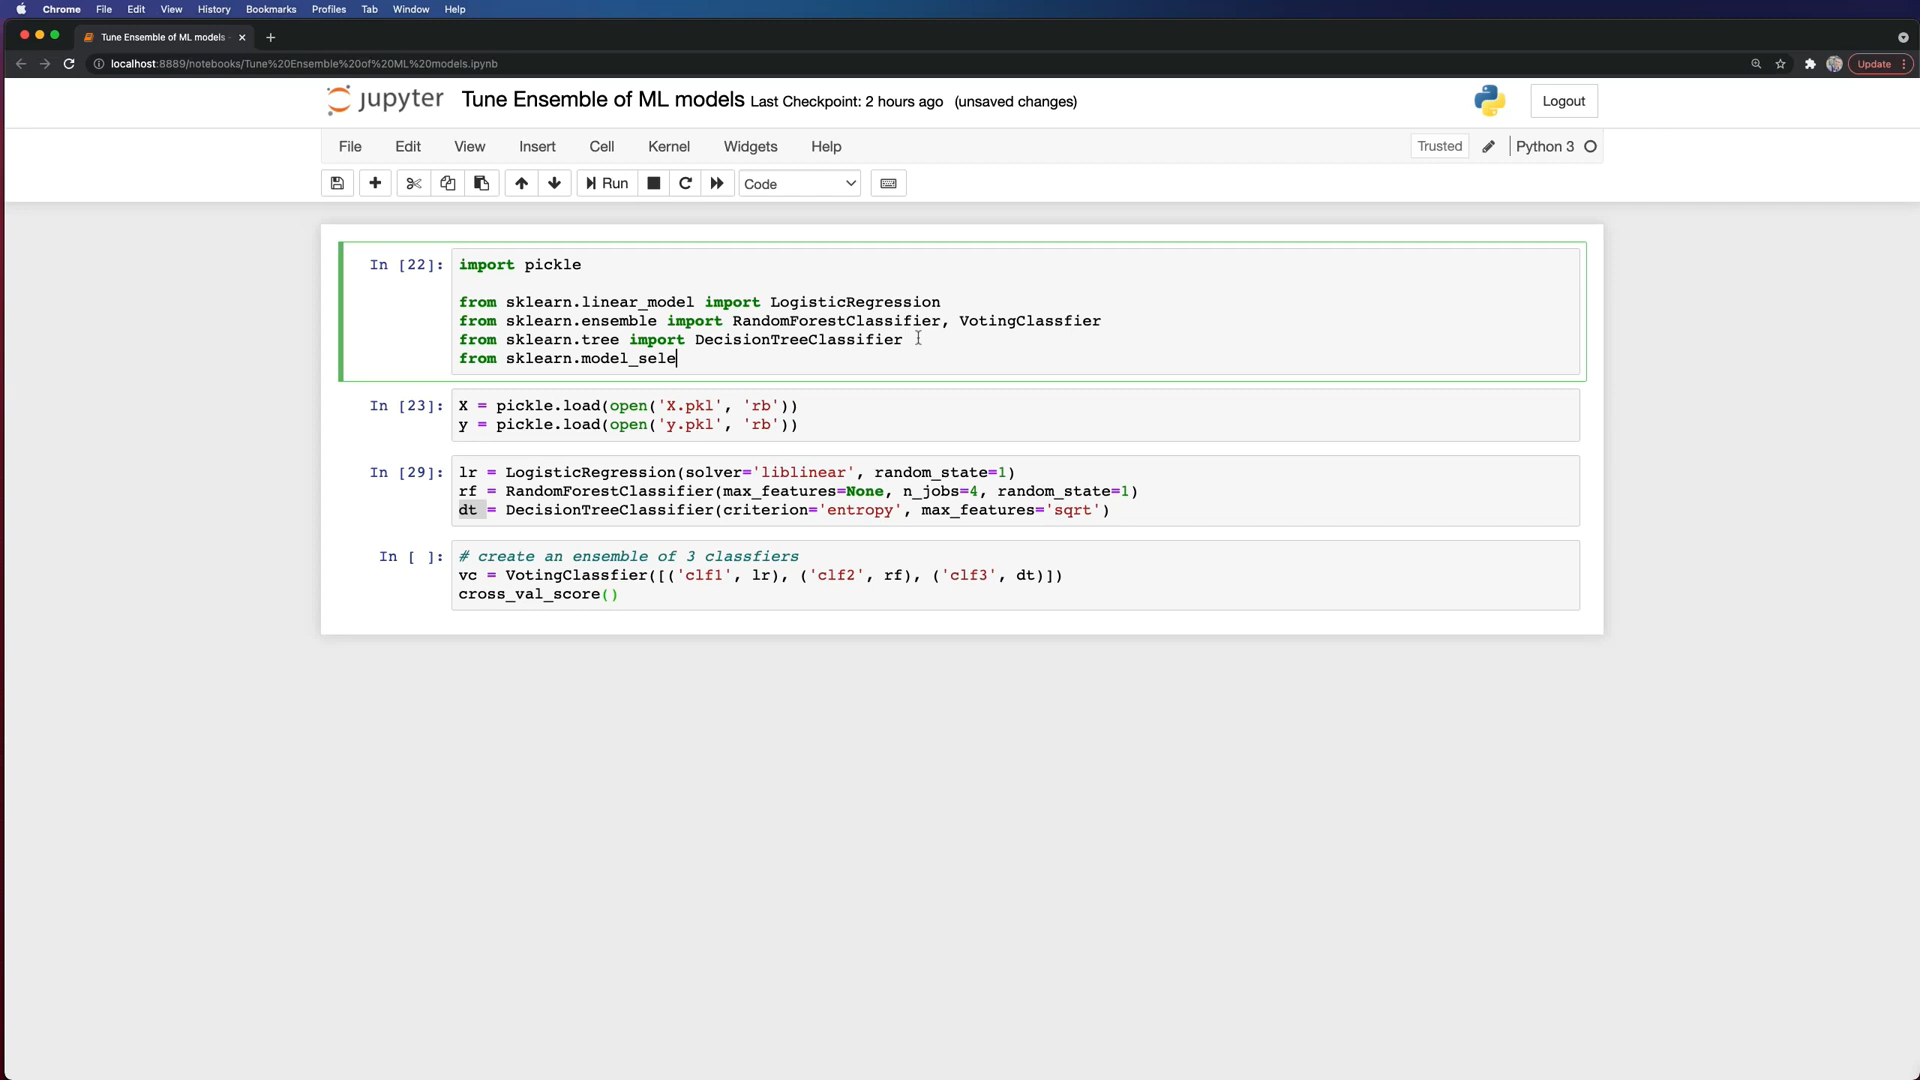 Chrome File Edit View History Bookmarks Profiles Tab Window Help
Tune Ensemble of ML models
localhost:8889/notebooks/Tune%20Ensemble%20of%20ML%20models.ipynb
Update
jupyter Tune Ensemble of ML models Last Checkpoint: 2 hours ago (unsaved changes)
Logout
File Edit View Insert Cell Kernel Widgets Help
Trusted Python 3
Run Code
In [22]: import pickle
from sklearn.linear_model import LogisticRegression
from sklearn.ensemble import RandomForestClassifier, VotingClassfier
from sklearn.tree import DecisionTreeClassifier
from sklearn.model_sele
In [23]: X = pickle.load(open('X.pkl', 'rb'))
y = pickle.load(open('y.pkl', 'rb'))
In [29]: lr = LogisticRegression(solver='liblinear', random_state=1)
rf = RandomForestClassifier(max_features=None, n_jobs=4, random_state=1)
dt = DecisionTreeClassifier(criterion='entropy', max_features='sqrt')
In [ ]: # create an ensemble of 3 classfiers
vc = VotingClassfier([('clf1', lr), ('clf2', rf), ('clf3', dt)])
cross_val_score()